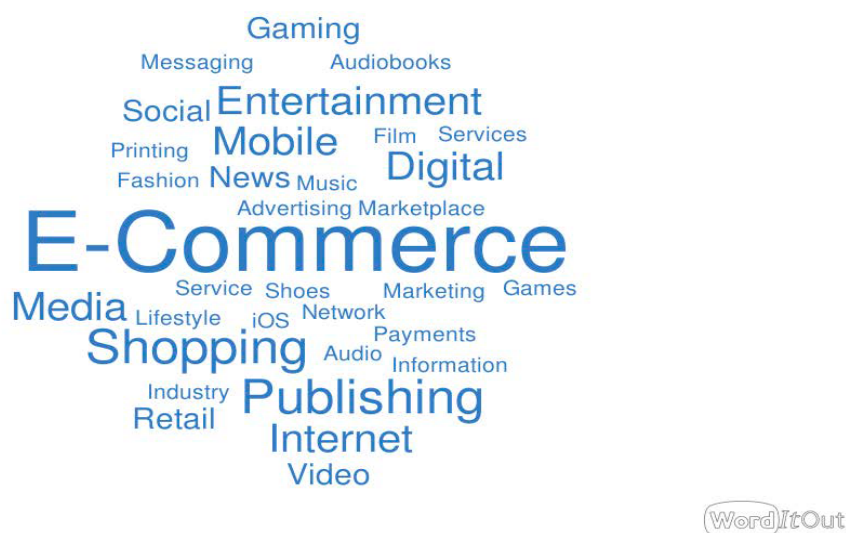 Gaming
Messaging Audiobooks
Social Entertainment
Mobile Film Services
Printing Digital
Fashion News Music
Advertising Marketplace
E-Commerce
Service Shoes Marketing Games
Media Lifestyle iOS Network
Shopping Audio Payments
Information
Industry Publishing
Retail
Internet
Video
WordItOut